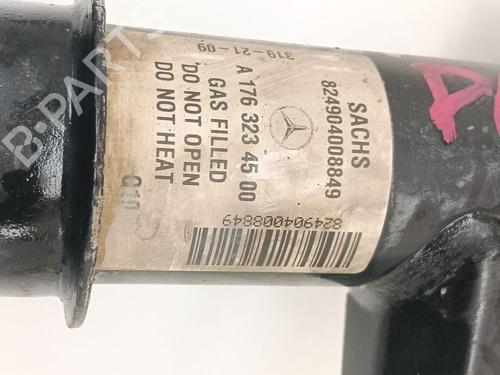 SACHS
824904008849
319-21-09
A 176 323 45 00
GAS FILLED
DO NOT OPEN
DO NOT HEAT
824904008849
B-PARTS